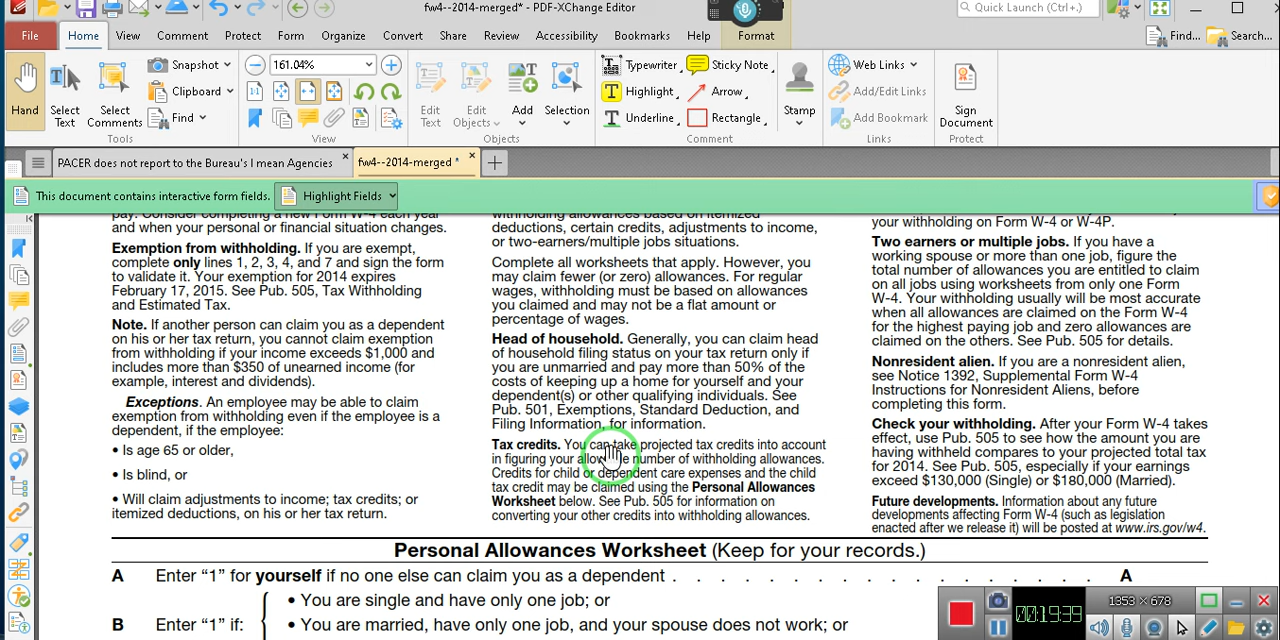 fw4--2014-merged* - PDF-XChange Editor
Quick Launch (Ctrl+.)
File Home View Comment Protect Form Organize Convert Share Review Accessibility Bookmarks Help Format
Find... Search...
Hand
Select Text
Select Comments
Snapshot
Clipboard
Find
Tools
161.04%
1:1
View
Edit Text
Edit Objects
Add
Selection
Objects
Typewriter
Sticky Note
Highlight
Arrow
Underline
Rectangle
Stamp
Comment
Web Links
Add/Edit Links
Add Bookmark
Links
Sign Document
Protect
PACER does not report to the Bureau's I mean Agencies
fw4--2014-merged *
This document contains interactive form fields. Highlight Fields
pay. Consider completing a new Form W-4 each year
and when your personal or financial situation changes.
Exemption from withholding. If you are exempt,
complete only lines 1, 2, 3, 4, and 7 and sign the form
to validate it. Your exemption for 2014 expires
February 17, 2015. See Pub. 505, Tax Withholding
and Estimated Tax.
Note. If another person can claim you as a dependent
on his or her tax return, you cannot claim exemption
from withholding if your income exceeds $1,000 and
includes more than $350 of unearned income (for
example, interest and dividends).
Exceptions. An employee may be able to claim
exemption from withholding even if the employee is a
dependent, if the employee:
• Is age 65 or older,
• Is blind, or
• Will claim adjustments to income; tax credits; or
itemized deductions, on his or her tax return.
withholding allowances based on itemized
deductions, certain credits, adjustments to income,
or two-earners/multiple jobs situations.
Complete all worksheets that apply. However, you
may claim fewer (or zero) allowances. For regular
wages, withholding must be based on allowances
you claimed and may not be a flat amount or
percentage of wages.
Head of household. Generally, you can claim head
of household filing status on your tax return only if
you are unmarried and pay more than 50% of the
costs of keeping up a home for yourself and your
dependent(s) or other qualifying individuals. See
Pub. 501, Exemptions, Standard Deduction, and
Filing Information, for information.
Tax credits. You can take projected tax credits into account
in figuring your allow number of withholding allowances.
Credits for child or dependent care expenses and the child
tax credit may be claimed using the Personal Allowances
Worksheet below. See Pub. 505 for information on
converting your other credits into withholding allowances.
your withholding on Form W-4 or W-4P.
Two earners or multiple jobs. If you have a
working spouse or more than one job, figure the
total number of allowances you are entitled to claim
on all jobs using worksheets from only one Form
W-4. Your withholding usually will be most accurate
when all allowances are claimed on the Form W-4
for the highest paying job and zero allowances are
claimed on the others. See Pub. 505 for details.
Nonresident alien. If you are a nonresident alien,
see Notice 1392, Supplemental Form W-4
Instructions for Nonresident Aliens, before
completing this form.
Check your withholding. After your Form W-4 takes
effect, use Pub. 505 to see how the amount you are
having withheld compares to your projected total tax
for 2014. See Pub. 505, especially if your earnings
exceed $130,000 (Single) or $180,000 (Married).
Future developments. Information about any future
developments affecting Form W-4 (such as legislation
enacted after we release it) will be posted at www.irs.gov/w4.
Personal Allowances Worksheet (Keep for your records.)
A Enter “1” for yourself if no one else can claim you as a dependent . . . . . . . . . . . . . . . A
• You are single and have only one job; or
B Enter “1” if:
• You are married, have only one job, and your spouse does not work; or
00:19:39
1353 × 678